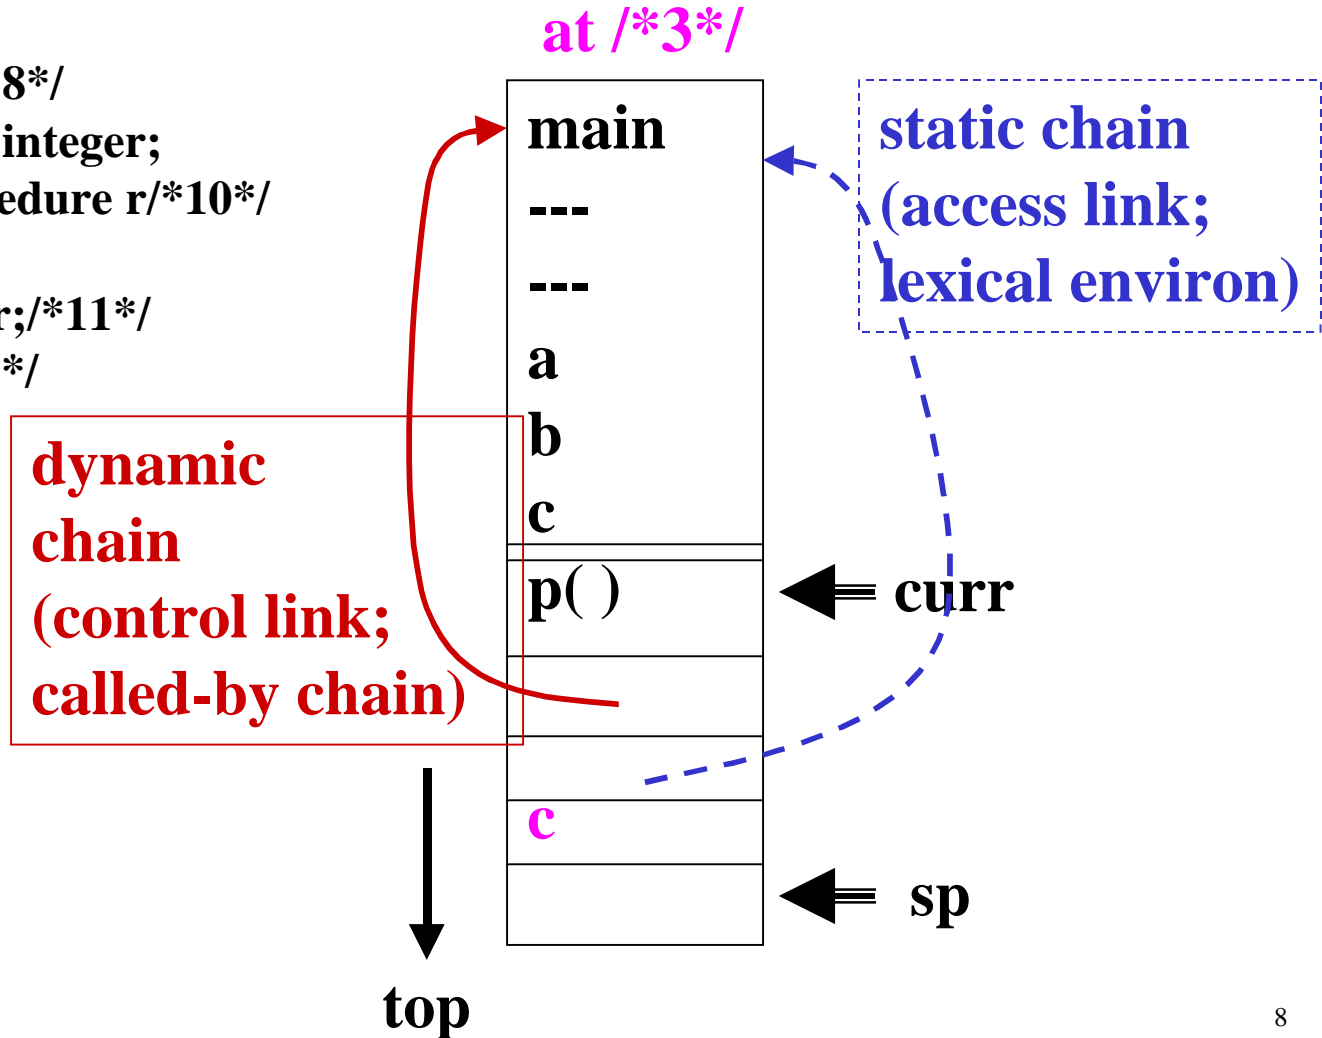 at /*3*/
8*/
integer;
edure r/*10*/
r;/*11*/
*/
main
---
---
a
b
c
p( )
c
static chain
(access link;
lexical environ)
dynamic
chain
(control link;
called-by chain)
curr
sp
top
8